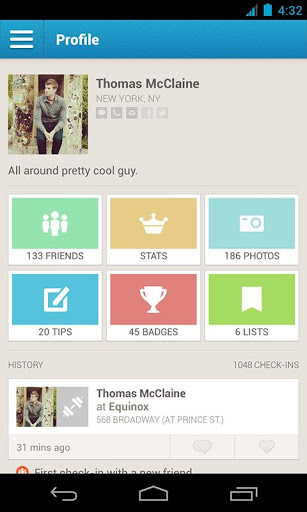 4:32
Profile
Thomas McClaine
NEW YORK, NY
All around pretty cool guy.
133 FRIENDS
STATS
186 PHOTOS
20 TIPS
45 BADGES
6 LISTS
HISTORY
1048 CHECK-INS
Thomas McClaine
at Equinox
568 BROADWAY (AT PRINCE ST.)
31 mins ago
First check-in with a new friend